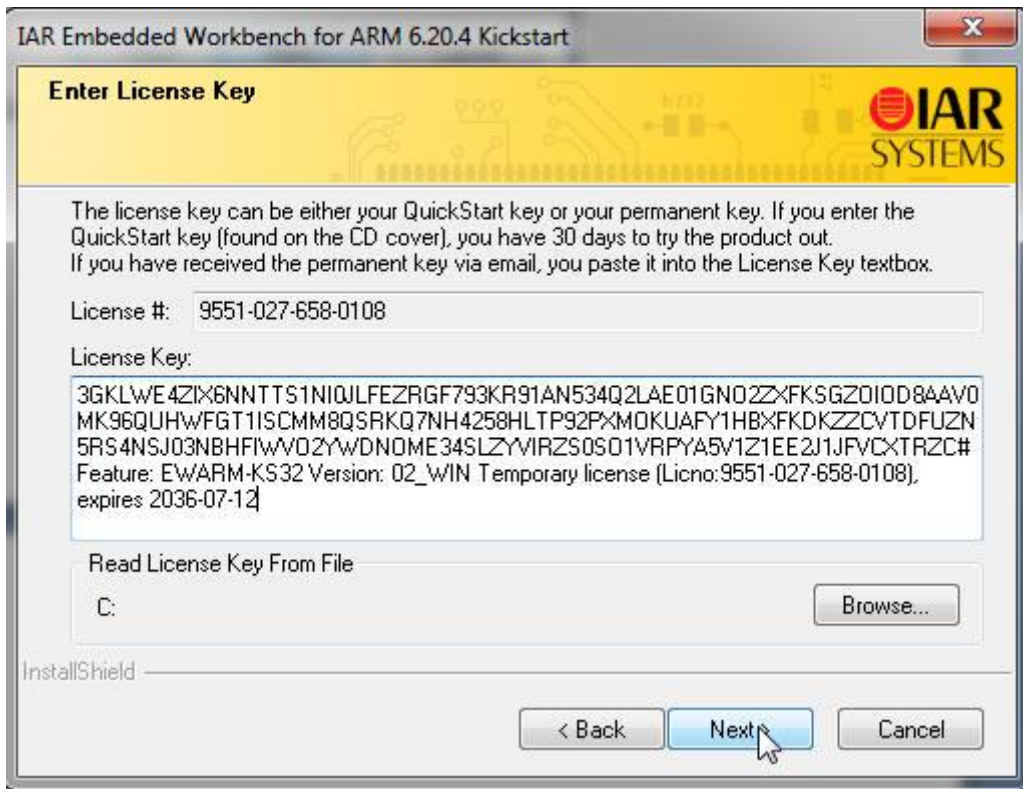 IAR Embedded Workbench for ARM 6.20.4 Kickstart
Enter License Key
IAR
SYSTEMS
The license key can be either your QuickStart key or your permanent key. If you enter the
QuickStart key (found on the CD cover), you have 30 days to try the product out.
If you have received the permanent key via email, you paste it into the License Key textbox.
License #: 9551-027-658-0108
License Key:
3GKLWE4ZIX6NNTTS1NI0JLFEZRGF793KR91AN534Q2LAE01GNO2ZXFKSGZOIOD8AAV0
MK96QUHWFGT1ISCMM8QSRKQ7NH4258HLTP92PXMOKUAFY1HBXFKDKZZCVTDFUZN
5RS4NSJ03NBHFIWVO2YWDNOME34SLZYVIRZS0SO1VRPYA5V1Z1EE2J1JFVCXTRZC#
Feature: EWARM-KS32 Version: 02_WIN Temporary license (Licno:9551-027-658-0108),
expires 2036-07-12
Read License Key From File
C:
Browse...
InstallShield
< Back
Next >
Cancel